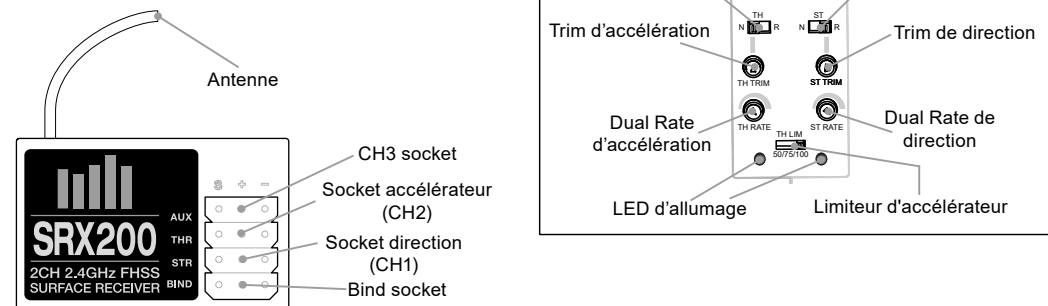 Antenne
CH3 socket
Socket accélérateur
(CH2)
Socket direction
(CH1)
Bind socket
S + -
AUX
THR
STR
BIND
SRX200
2CH 2.4GHz FHSS
SURFACE RECEIVER
TH
N R
ST
N R
Trim d'accélération
Trim de direction
TH TRIM
ST TRIM
Dual Rate
d'accélération
Dual Rate de
direction
TH RATE
ST RATE
TH LIM
50/75/100
LED d'allumage
Limiteur d'accélérateur